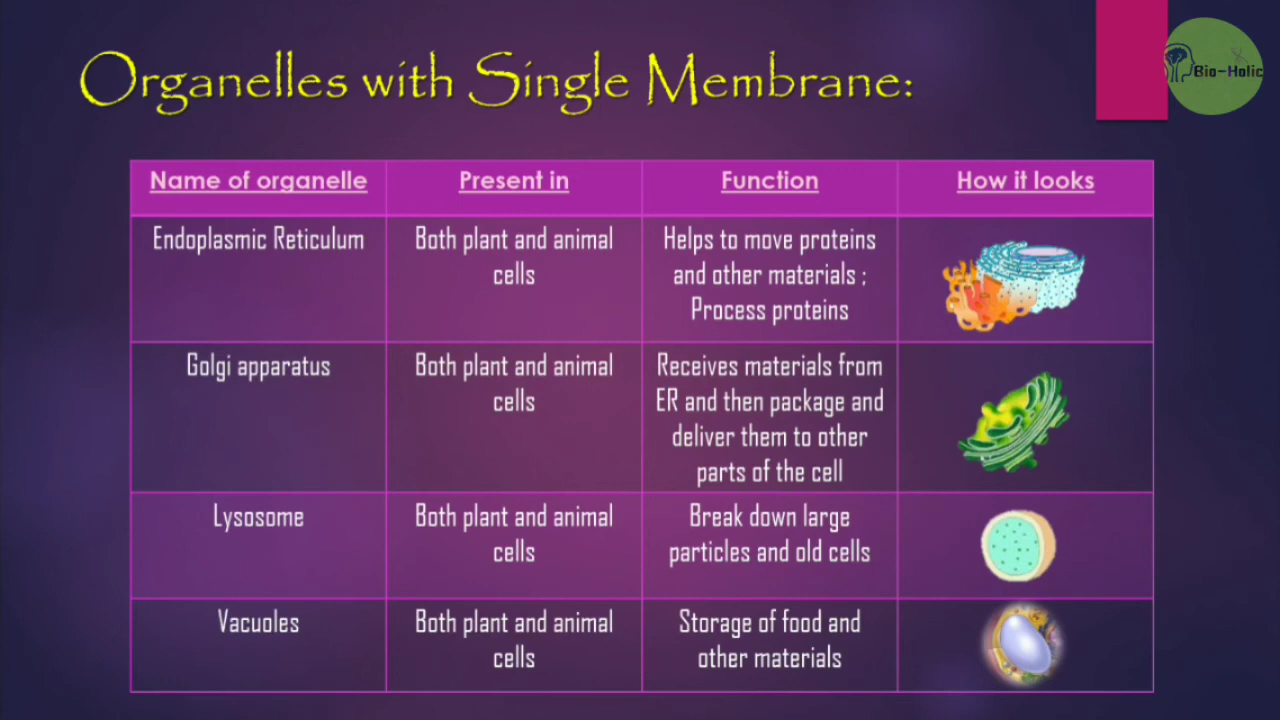 Organelles with Single Membrane:
Bio-Holic
Name of organelle
Present in
Function
How it looks
Endoplasmic Reticulum
Both plant and animal
cells
Helps to move proteins
and other materials ;
Process proteins
Golgi apparatus
Both plant and animal
cells
Receives materials from
ER and then package and
deliver them to other
parts of the cell
Lysosome
Both plant and animal
cells
Break down large
particles and old cells
Vacuoles
Both plant and animal
cells
Storage of food and
other materials